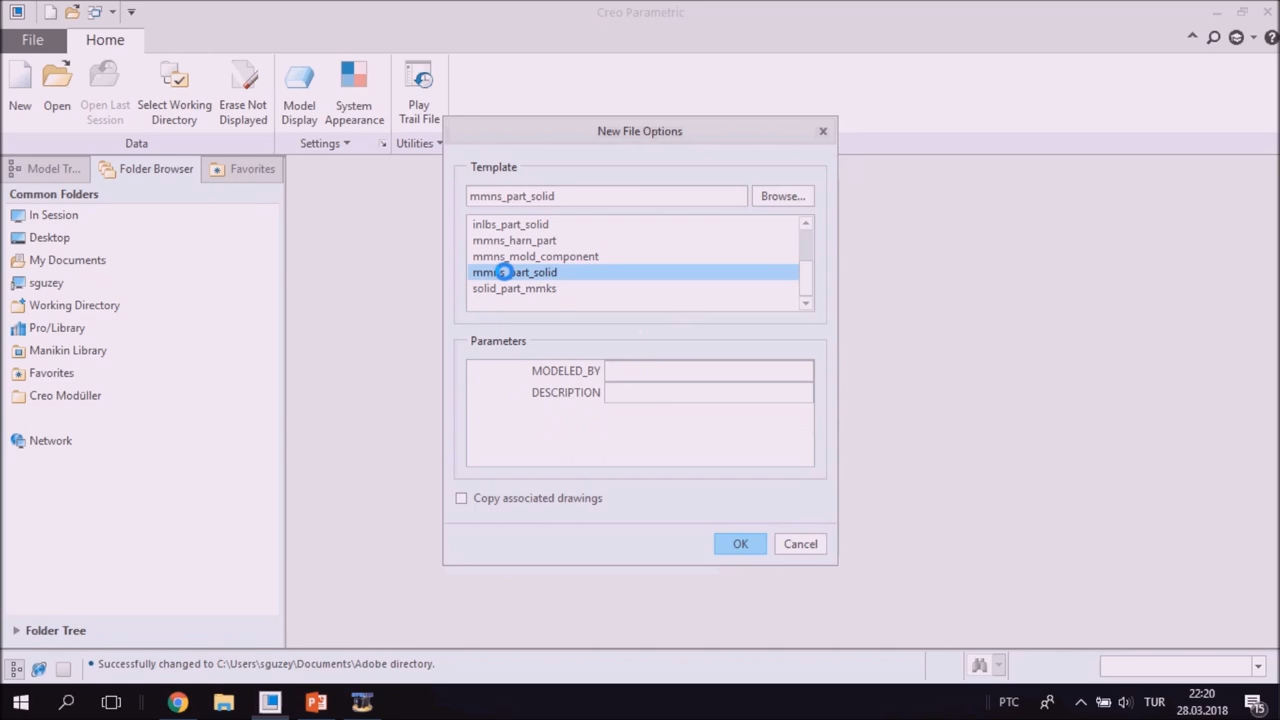 Creo Parametric
File
Home
New
Open
Open Last Session
Select Working Directory
Erase Not Displayed
Model Display
System Appearance
Play Trail File
Data
Settings
Utilities
Model Tr...
Folder Browser
Favorites
Common Folders
In Session
Desktop
My Documents
sguzey
Working Directory
Pro/Library
Manikin Library
Favorites
Creo Modüller
Network
Folder Tree
New File Options
Template
mmns_part_solid
Browse...
inlbs_part_solid
mmns_harn_part
mmns_mold_component
mmns_part_solid
solid_part_mmks
Parameters
MODELED_BY
DESCRIPTION
Copy associated drawings
OK
Cancel
• Successfully changed to C:\Users\sguzey\Documents\Adobe directory.
PTC
TUR
22:20
28.03.2018
15